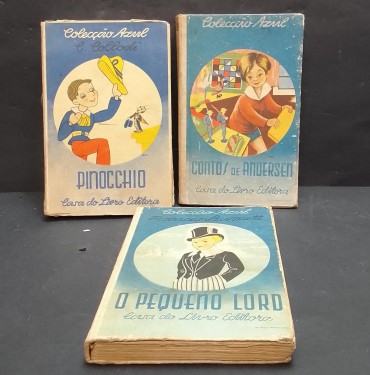 Colecção Azul
C. Collodi
PINOCCHIO
Casa do Livro Editora
Colecção Azul
CONTOS DE ANDERSEN
Casa do Livro Editora
Colecção Azul
O PEQUENO LORD
Casa do Livro Editora